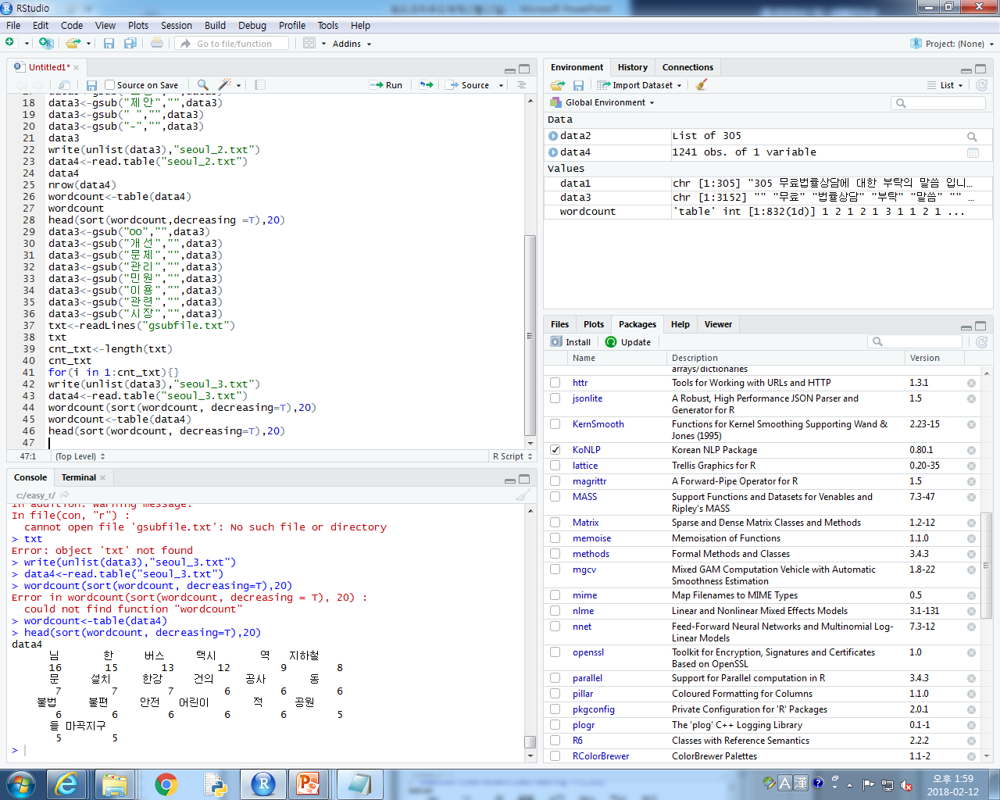 RStudio
File Edit Code View Plots Session Build Debug Profile Tools Help
Go to file/function
Addins
Project: (None)
Untitled1*
Source on Save
Run
Source
18 data3<-gsub("제안","",data3)
19 data3<-gsub(" ","",data3)
20 data3<-gsub("-","",data3)
21 data3
22 write(unlist(data3),"seoul_2.txt")
23 data4<-read.table("seoul_2.txt")
24 data4
25 nrow(data4)
26 wordcount<-table(data4)
27 wordcount
28 head(sort(wordcount,decreasing =T),20)
29 data3<-gsub("OO","",data3)
30 data3<-gsub("개선","",data3)
31 data3<-gsub("문제","",data3)
32 data3<-gsub("관리","",data3)
33 data3<-gsub("민원","",data3)
34 data3<-gsub("이용","",data3)
35 data3<-gsub("관련","",data3)
36 data3<-gsub("시장","",data3)
37 txt<-readLines("gsubfile.txt")
38 txt
39 cnt_txt<-length(txt)
40 cnt_txt
41 for(i in 1:cnt_txt){}
42 write(unlist(data3),"seoul_3.txt")
43 data4<-read.table("seoul_3.txt")
44 wordcount(sort(wordcount, decreasing=T),20)
45 wordcount<-table(data4)
46 head(sort(wordcount, decreasing=T),20)
47
47:1 (Top Level) R Script
Console Terminal
c:/easy_r/
In addition: Warning message:
In file(con, "r") :
cannot open file 'gsubfile.txt': No such file or directory
> txt
Error: object 'txt' not found
> write(unlist(data3),"seoul_3.txt")
> data4<-read.table("seoul_3.txt")
> wordcount(sort(wordcount, decreasing=T),20)
Error in wordcount(sort(wordcount, decreasing = T), 20) :
could not find function "wordcount"
> wordcount<-table(data4)
> head(sort(wordcount, decreasing=T),20)
data4
님 한 버스 택시 역 지하철
16 15 13 12 9 8
문 설치 한강 건의 공사 동
7 7 7 6 6 6
불법 불편 안전 어린이 적 공원
6 6 6 6 6 5
들 마곡지구
5 5
>
Environment History Connections
Import Dataset
List
Global Environment
Data
data2 List of 305
data4 1241 obs. of 1 variable
Values
data1 chr [1:305] "305 무료법률상담에 대한 부탁의 말씀 입니…
data3 chr [1:3152] "" "무료" "법률상담" "부탁" "말씀" "" …
wordcount 'table' int [1:832(1d)] 1 2 1 2 1 3 1 1 2 1 ...
Files Plots Packages Help Viewer
Install Update
Name Description Version
arrays/dictionaries
httr Tools for Working with URLs and HTTP 1.3.1
jsonlite A Robust, High Performance JSON Parser and 1.5
Generator for R
KernSmooth Functions for Kernel Smoothing Supporting Wand & 2.23-15
Jones (1995)
KoNLP Korean NLP Package 0.80.1
lattice Trellis Graphics for R 0.20-35
magrittr A Forward-Pipe Operator for R 1.5
MASS Support Functions and Datasets for Venables and 7.3-47
Ripley's MASS
Matrix Sparse and Dense Matrix Classes and Methods 1.2-12
memoise Memoisation of Functions 1.1.0
methods Formal Methods and Classes 3.4.3
mgcv Mixed GAM Computation Vehicle with Automatic 1.8-22
Smoothness Estimation
mime Map Filenames to MIME Types 0.5
nlme Linear and Nonlinear Mixed Effects Models 3.1-131
nnet Feed-Forward Neural Networks and Multinomial Log- 7.3-12
Linear Models
openssl Toolkit for Encryption, Signatures and Certificates 1.0
Based on OpenSSL
parallel Support for Parallel computation in R 3.4.3
pillar Coloured Formatting for Columns 1.1.0
pkgconfig Private Configuration for 'R' Packages 2.0.1
plogr The 'plog' C++ Logging Library 0.1-1
R6 Classes with Reference Semantics 2.2.2
RColorBrewer ColorBrewer Palettes 1.1-2
A 漢
오후 1:59
2018-02-12